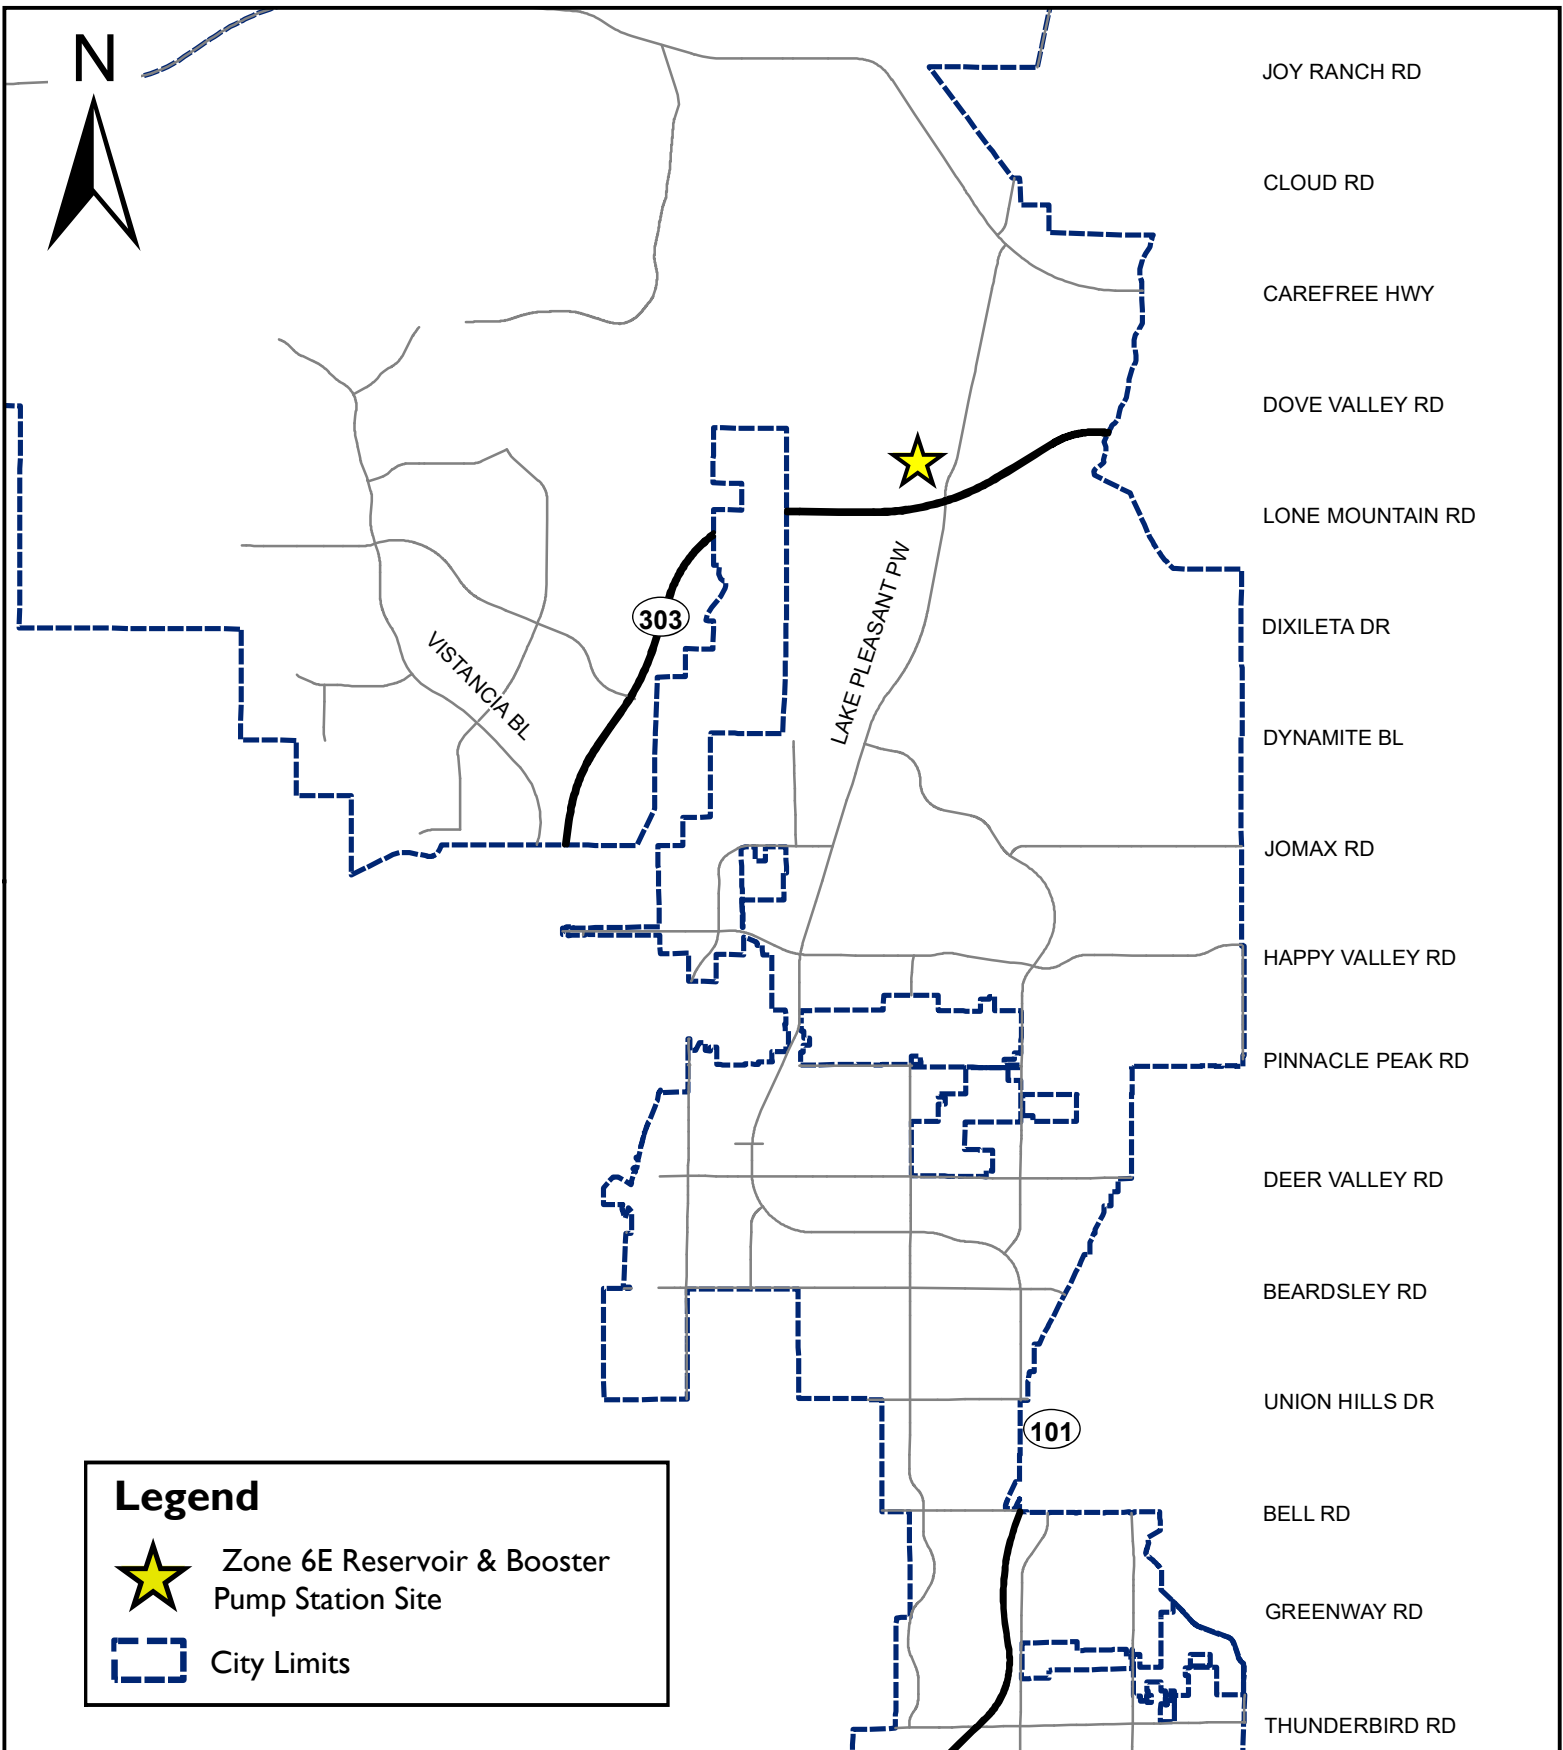 N
JOY RANCH RD
CLOUD RD
CAREFREE HWY
DOVE VALLEY RD
LONE MOUNTAIN RD
LAKE PLEASANT PW
303
DIXILETA DR
VISTANCIA BL
DYNAMITE BL
JOMAX RD
HAPPY VALLEY RD
PINNACLE PEAK RD
DEER VALLEY RD
BEARDSLEY RD
UNION HILLS DR
101
BELL RD
GREENWAY RD
THUNDERBIRD RD
Legend
Zone 6E Reservoir & Booster
Pump Station Site
City Limits